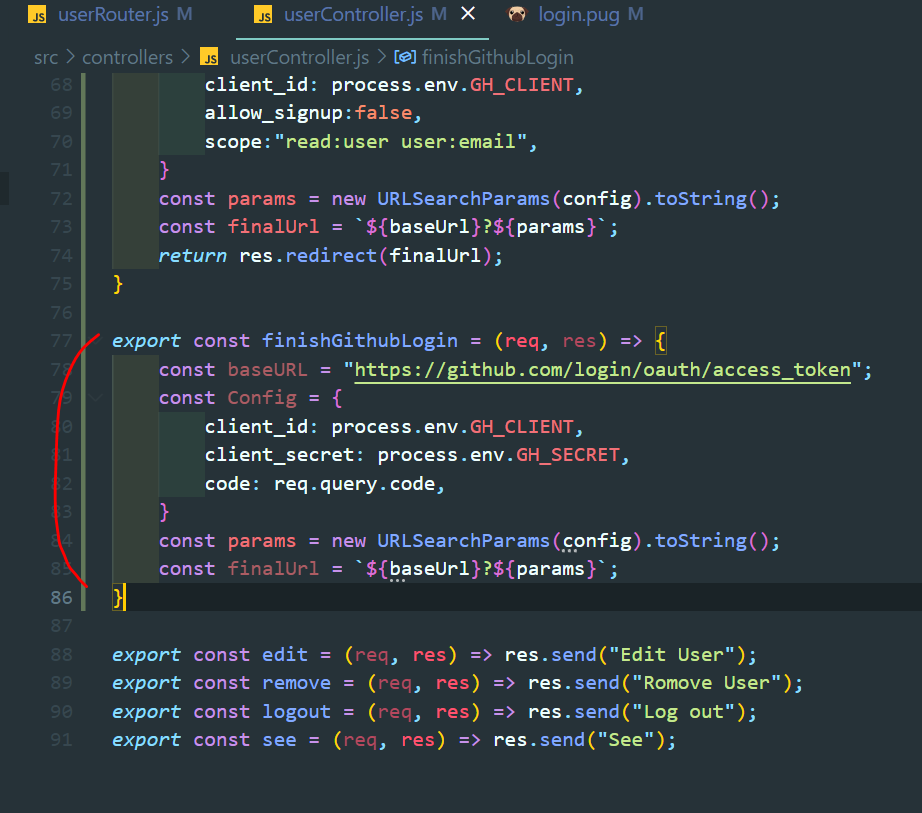 JS userRouter.js M JS userController.js M login.pug M
src > controllers > JS userController.js > finishGithubLogin
68 client_id: process.env.GH_CLIENT,
69 allow_signup:false,
70 scope:"read:user user:email",
71 }
72 const params = new URLSearchParams(config).toString();
73 const finalUrl = `${baseUrl}?${params}`;
74 return res.redirect(finalUrl);
75 }
76
77 export const finishGithubLogin = (req, res) => {
78 const baseURL = "https://github.com/login/oauth/access_token";
79 const Config = {
80 client_id: process.env.GH_CLIENT,
81 client_secret: process.env.GH_SECRET,
82 code: req.query.code,
83 }
84 const params = new URLSearchParams(config).toString();
85 const finalUrl = `${baseUrl}?${params}`;
86 }
87
88 export const edit = (req, res) => res.send("Edit User");
89 export const remove = (req, res) => res.send("Romove User");
90 export const logout = (req, res) => res.send("Log out");
91 export const see = (req, res) => res.send("See");